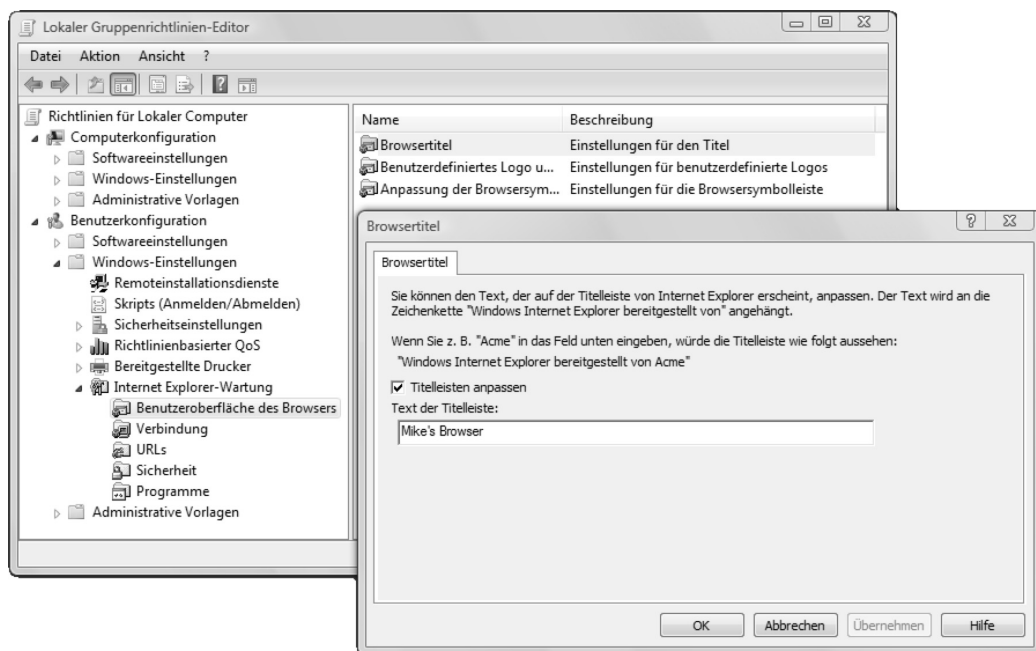 Lokaler Gruppenrichtlinien-Editor
Datei Aktion Ansicht ?
Richtlinien für Lokaler Computer
Computerkonfiguration
Softwareeinstellungen
Windows-Einstellungen
Administrative Vorlagen
Benutzerkonfiguration
Softwareeinstellungen
Windows-Einstellungen
Remoteinstallationsdienste
Skripts (Anmelden/Abmelden)
Sicherheitseinstellungen
Richtlinienbasierter QoS
Bereitgestellte Drucker
Internet Explorer-Wartung
Benutzeroberfläche des Browsers
Verbindung
URLs
Sicherheit
Programme
Administrative Vorlagen
Name Beschreibung
Browsertitel Einstellungen für den Titel
Benutzerdefiniertes Logo u... Einstellungen für benutzerdefinierte Logos
Anpassung der Browsersym... Einstellungen für die Browsersymbolleiste
Browsertitel
Browsertitel
Sie können den Text, der auf der Titelleiste von Internet Explorer erscheint, anpassen. Der Text wird an die
Zeichenkette "Windows Internet Explorer bereitgestellt von" angehängt.
Wenn Sie z. B. "Acme" in das Feld unten eingeben, würde die Titelleiste wie folgt aussehen:
"Windows Internet Explorer bereitgestellt von Acme"
Titelleisten anpassen
Text der Titelleiste:
Mike's Browser
OK Abbrechen Übernehmen Hilfe